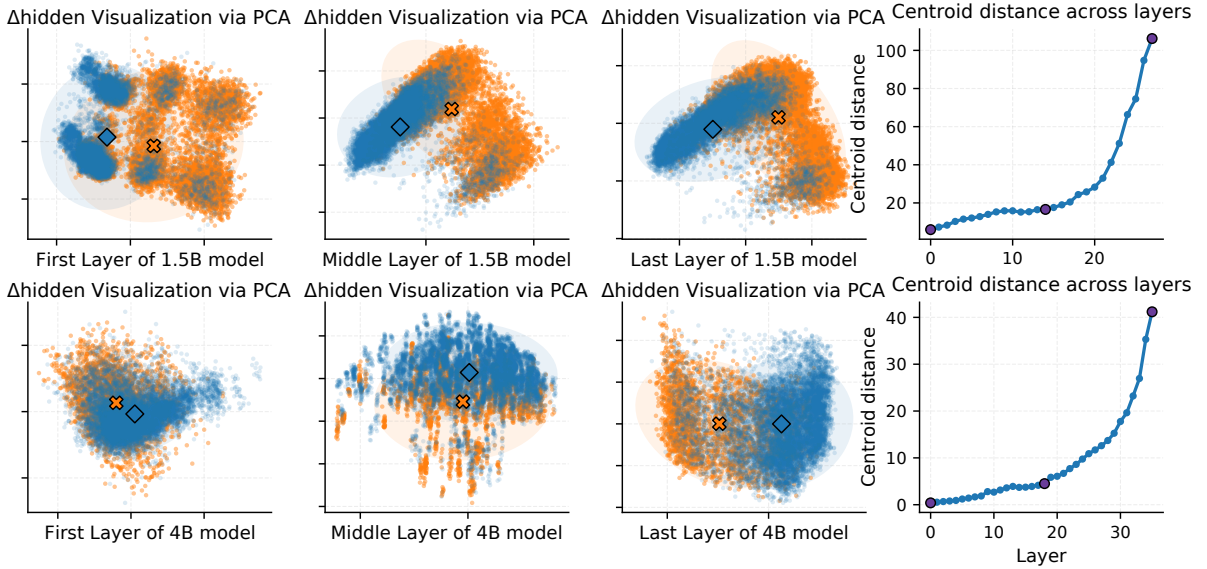 Δhidden Visualization via PCA
First Layer of 1.5B model
Δhidden Visualization via PCA
Middle Layer of 1.5B model
Δhidden Visualization via PCA
Last Layer of 1.5B model
Centroid distance across layers
Centroid distance
100
80
60
40
20
0
10
20
Δhidden Visualization via PCA
First Layer of 4B model
Δhidden Visualization via PCA
Middle Layer of 4B model
Δhidden Visualization via PCA
Last Layer of 4B model
Centroid distance across layers
Centroid distance
40
30
20
10
0
0
10
20
30
Layer